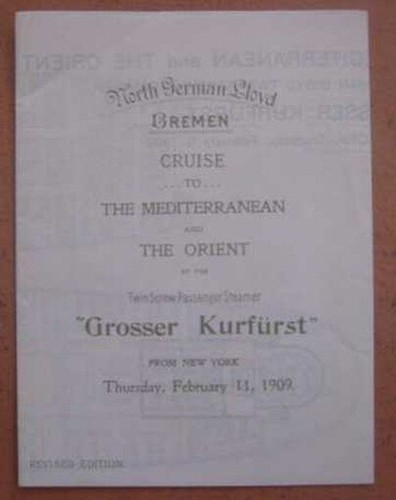 North German Lloyd
BREMEN
CRUISE
...TO...
THE MEDITERRANEAN
AND
THE ORIENT
BY THE
Twin Screw Passenger Steamer
"Grosser Kurfürst"
FROM NEW YORK
Thursday, February 11, 1909.
REVISED EDITION.